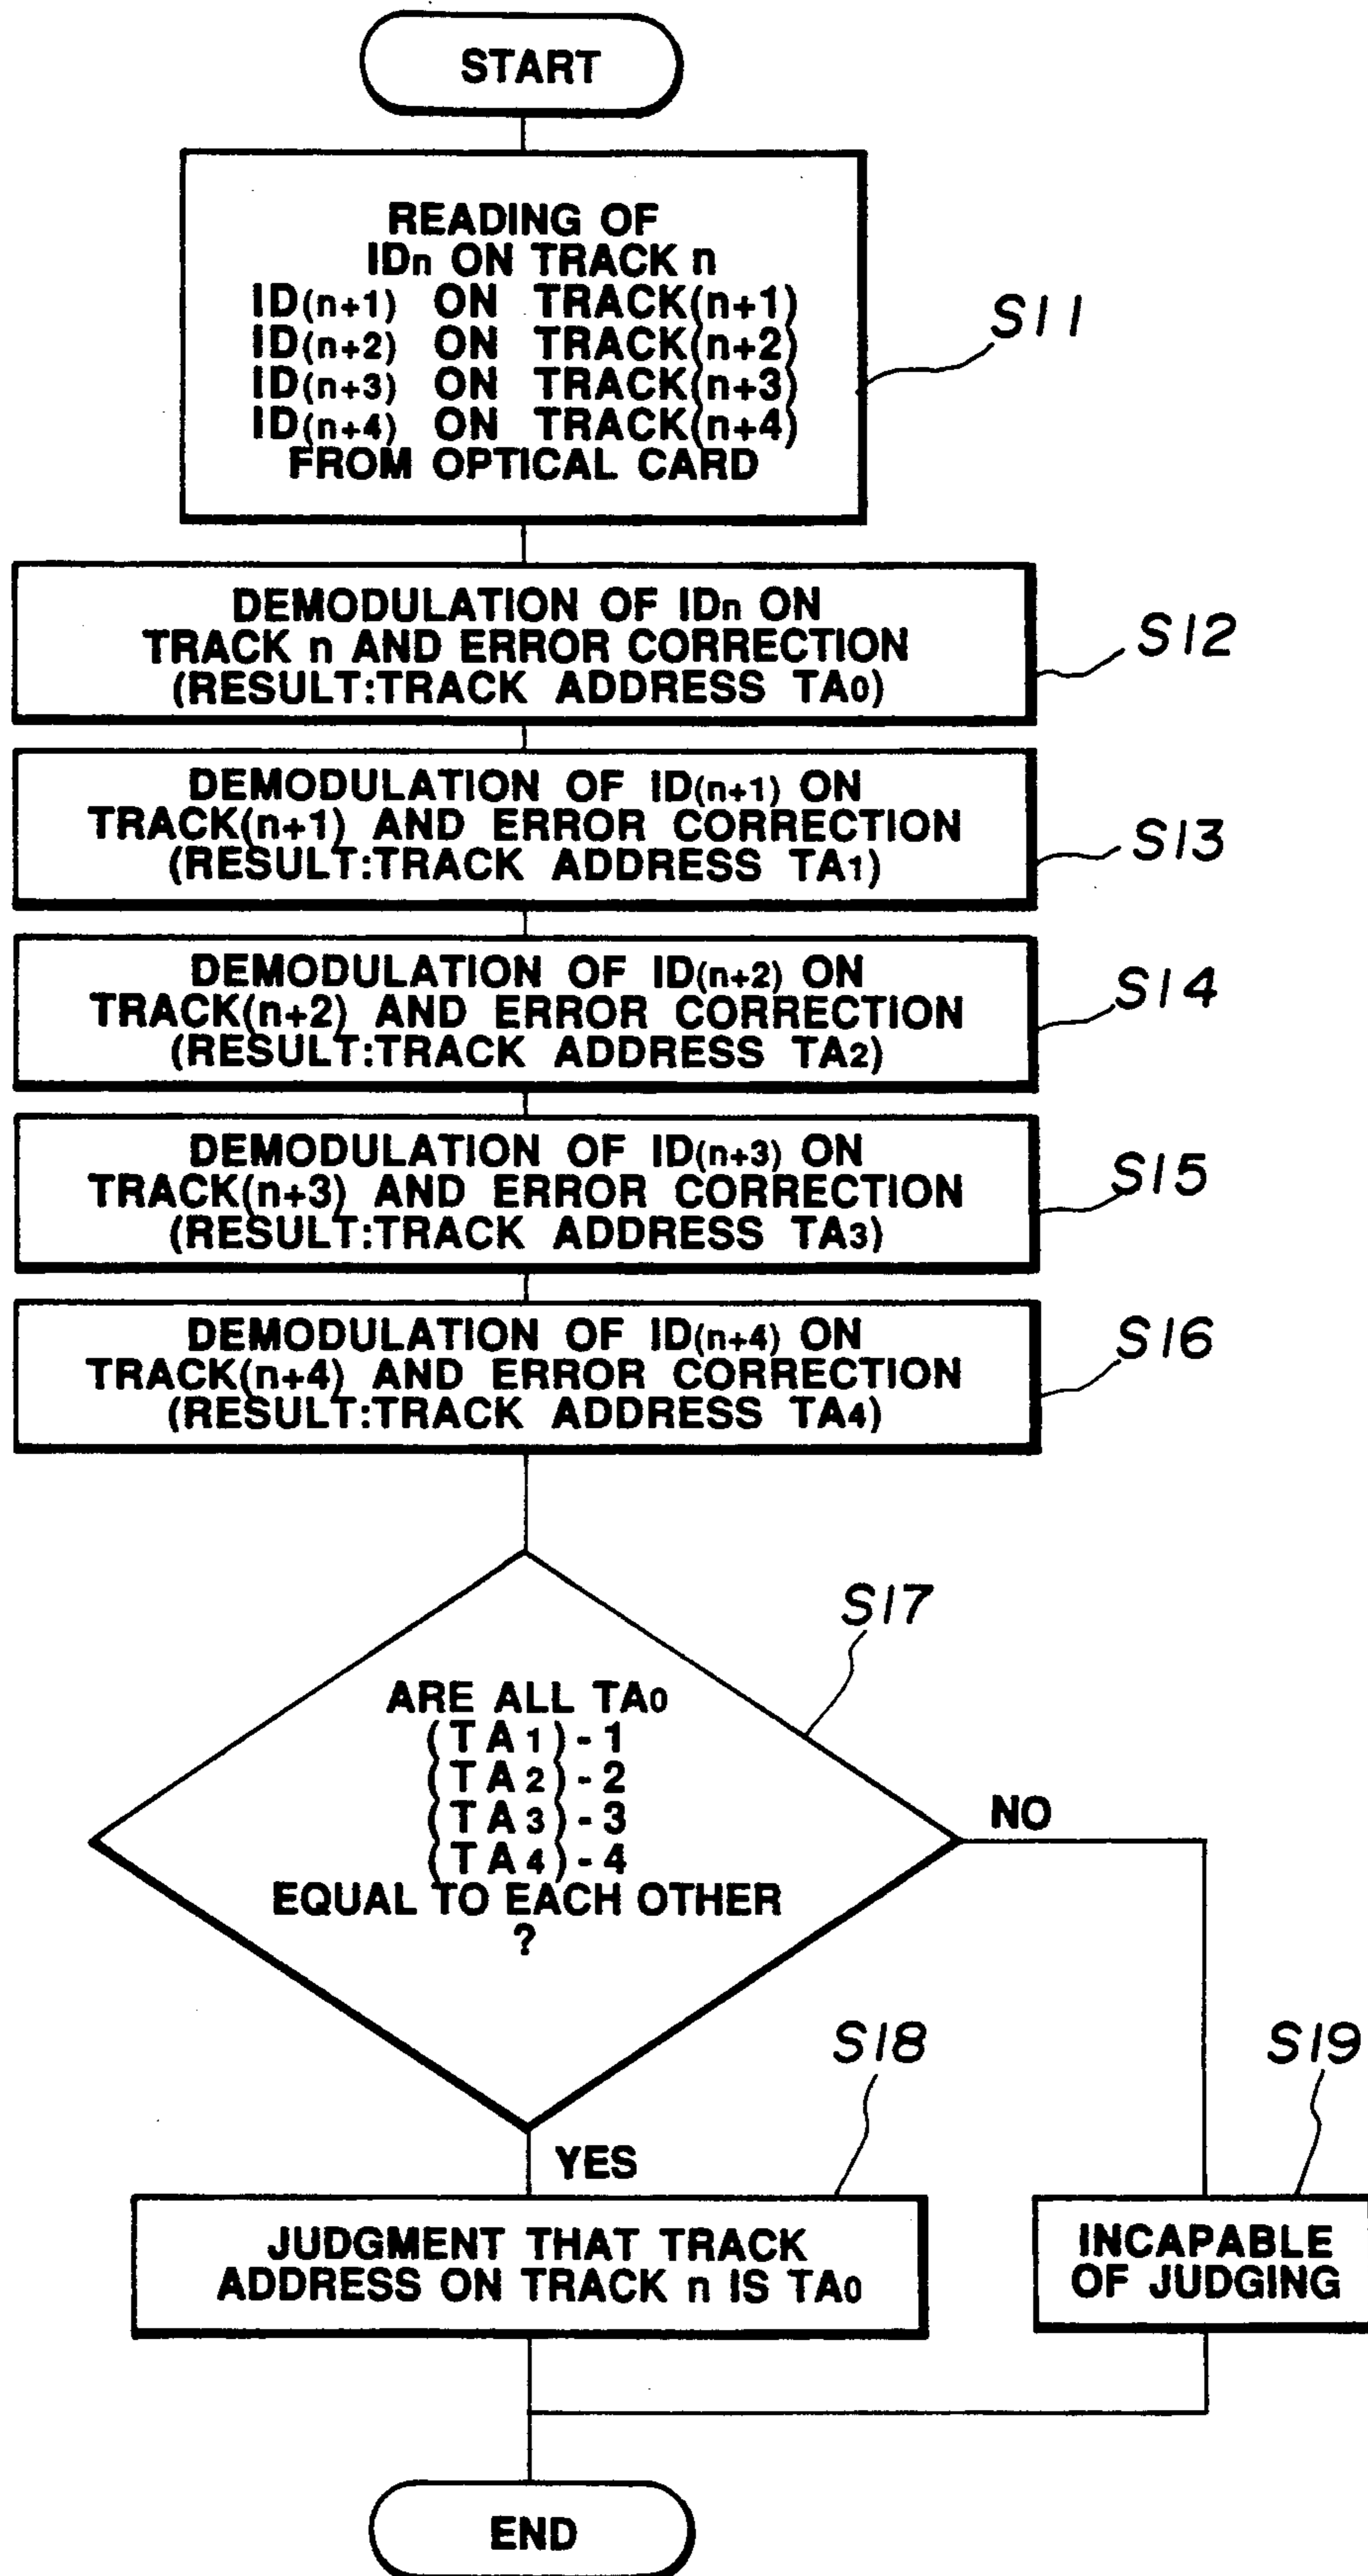 START
READING OF
IDn ON TRACK n
ID(n+1) ON TRACK(n+1)
ID(n+2) ON TRACK(n+2)
ID(n+3) ON TRACK(n+3)
ID(n+4) ON TRACK(n+4)
FROM OPTICAL CARD
S11
DEMODULATION OF IDn ON
TRACK n AND ERROR CORRECTION
(RESULT:TRACK ADDRESS TA0)
S12
DEMODULATION OF ID(n+1) ON
TRACK(n+1) AND ERROR CORRECTION
(RESULT:TRACK ADDRESS TA1)
S13
DEMODULATION OF ID(n+2) ON
TRACK(n+2) AND ERROR CORRECTION
(RESULT:TRACK ADDRESS TA2)
S14
DEMODULATION OF ID(n+3) ON
TRACK(n+3) AND ERROR CORRECTION
(RESULT:TRACK ADDRESS TA3)
S15
DEMODULATION OF ID(n+4) ON
TRACK(n+4) AND ERROR CORRECTION
(RESULT:TRACK ADDRESS TA4)
S16
S17
ARE ALL TA0
(TA1)-1
(TA2)-2
(TA3)-3
(TA4)-4
EQUAL TO EACH OTHER
?
NO
YES
S18
S19
JUDGMENT THAT TRACK
ADDRESS ON TRACK n IS TA0
INCAPABLE
OF JUDGING
END